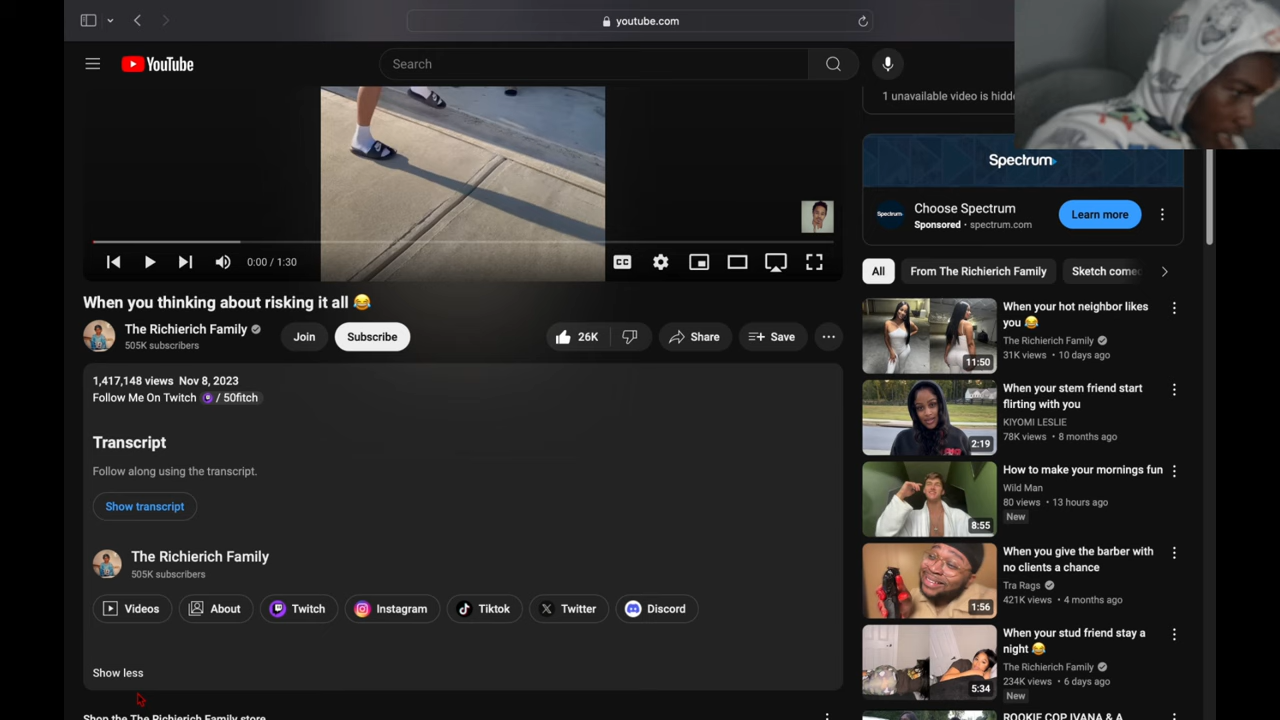 youtube.com
YouTube
Search
1 unavailable video is hidd
Spectrum
Spectrum
Choose Spectrum
Sponsored • spectrum.com
Learn more
0:00 / 1:30
CC
When you thinking about risking it all 😂
The Richierich Family
505K subscribers
Join
Subscribe
26K
Share
Save
1,417,148 views Nov 8, 2023
Follow Me On Twitch / 50fitch
Transcript
Follow along using the transcript.
Show transcript
The Richierich Family
505K subscribers
Videos
About
Twitch
Instagram
Tiktok
Twitter
Discord
Show less
Shop the The Richierich Family store
All
From The Richierich Family
Sketch come
When your hot neighbor likes
you 😂
The Richierich Family
31K views • 10 days ago
11:50
When your stem friend start
flirting with you
KIYOMI LESLIE
78K views • 8 months ago
2:19
How to make your mornings fun
Wild Man
80 views • 13 hours ago
New
8:55
When you give the barber with
no clients a chance
Tra Rags
421K views • 4 months ago
1:56
When your stud friend stay a
night 😂
The Richierich Family
234K views • 6 days ago
New
5:34
ROOKIE COP IVANA & A